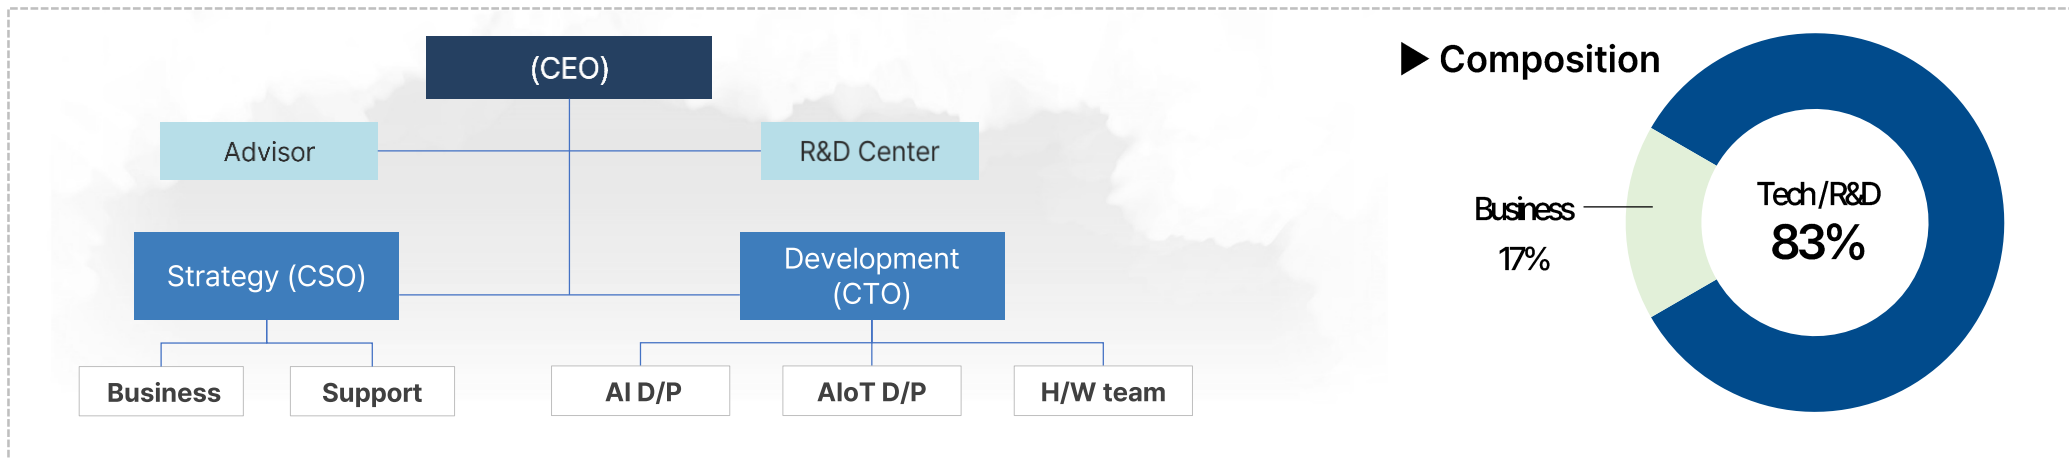 (CEO)
Advisor
R&D Center
Strategy (CSO)
Development
(CTO)
Business
Support
AI D/P
AIoT D/P
H/W team
▶ Composition
Business
17%
Tech/R&D
83%